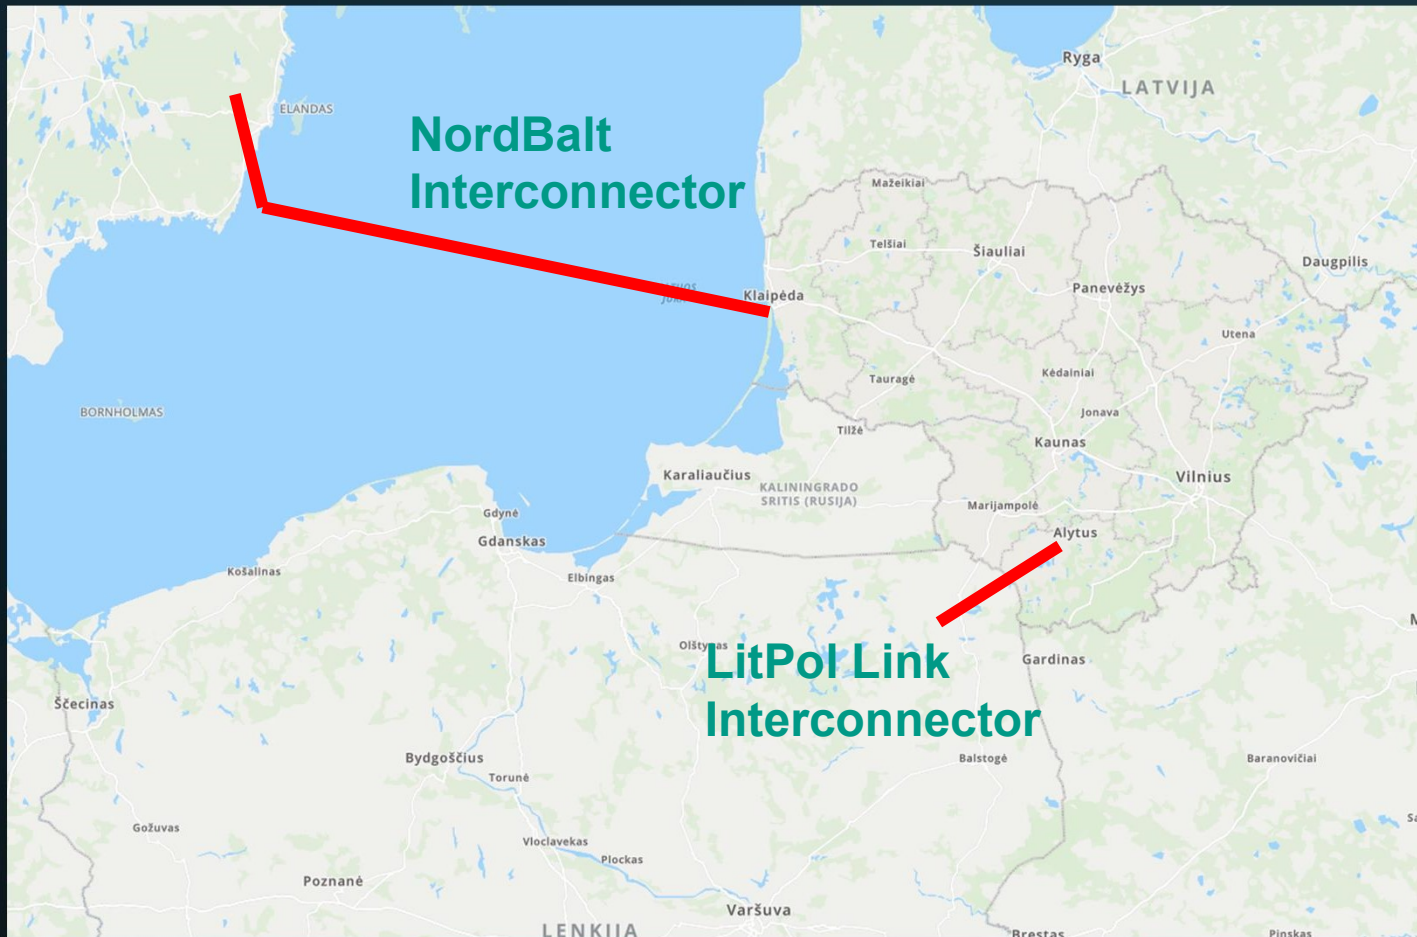 Ryga
LATVIJA
ELANDAS
NordBalt
Interconnector
Mažeikiai
Telšiai
Šiauliai
Daugpilis
Panevėžys
Klaipėda
Utena
Kėdainiai
Tauragė
BORNHOLMAS
Jonava
Tilžė
Kaunas
Karaliaučius
Vilnius
KALININGRADO
SRITIS (RUSIJA)
Marijampolė
Gdynė
Alytus
Gdanskas
Košalinas
Elbingas
LitPol Link
Interconnector
Gardinas
Ščecinas
Bydgoščius
Balstogė
Baranovičiai
Torunė
Gožuvas
Vloclavekas
Plockas
Poznanė
Varšuva
LENKIJA
Brestas
Pinskas